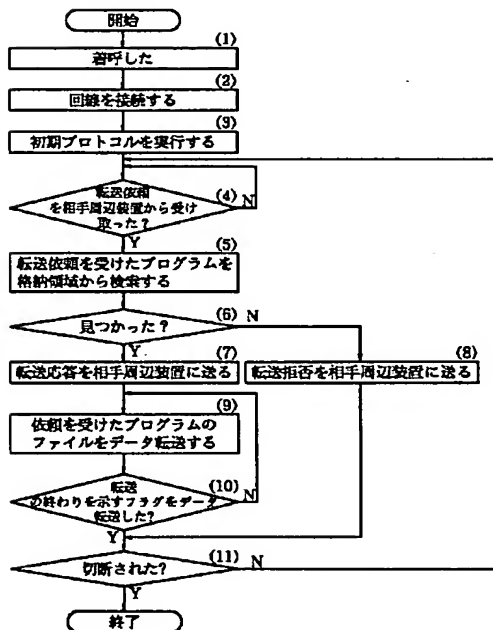 開始
(1)
着呼した
(2)
回線を接続する
(3)
初期プロトコルを実行する
転送依頼 (4)
を相手周辺装置から受け N
取った?
Y
(5)
転送依頼を受けたプログラムを
格納領域から検索する
(6) N
見つかった?
Y
(7)
転送応答を相手周辺装置に送る
(8)
転送拒否を相手周辺装置に送る
(9)
依頼を受けたプログラムの
ファイルをデータ転送する
転送 (10)
の終わりを示すフラグをデータ N
転送した?
Y
(11) N
切断された?
Y
終了